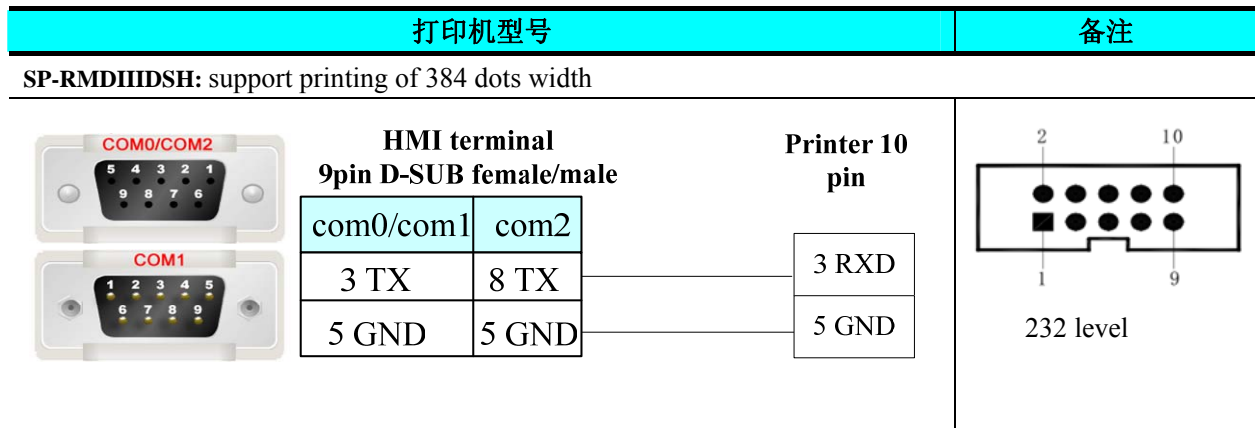 打印机型号
备注
SP-RMDIIIDSH: support printing of 384 dots width
COM0/COM2
5 4 3 2 1
9 8 7 6
COM1
1 2 3 4 5
6 7 8 9
HMI terminal
9pin D-SUB female/male
com0/com1 com2
3 TX 8 TX
5 GND 5 GND
Printer 10
pin
3 RXD
5 GND
2 10
1 9
232 level